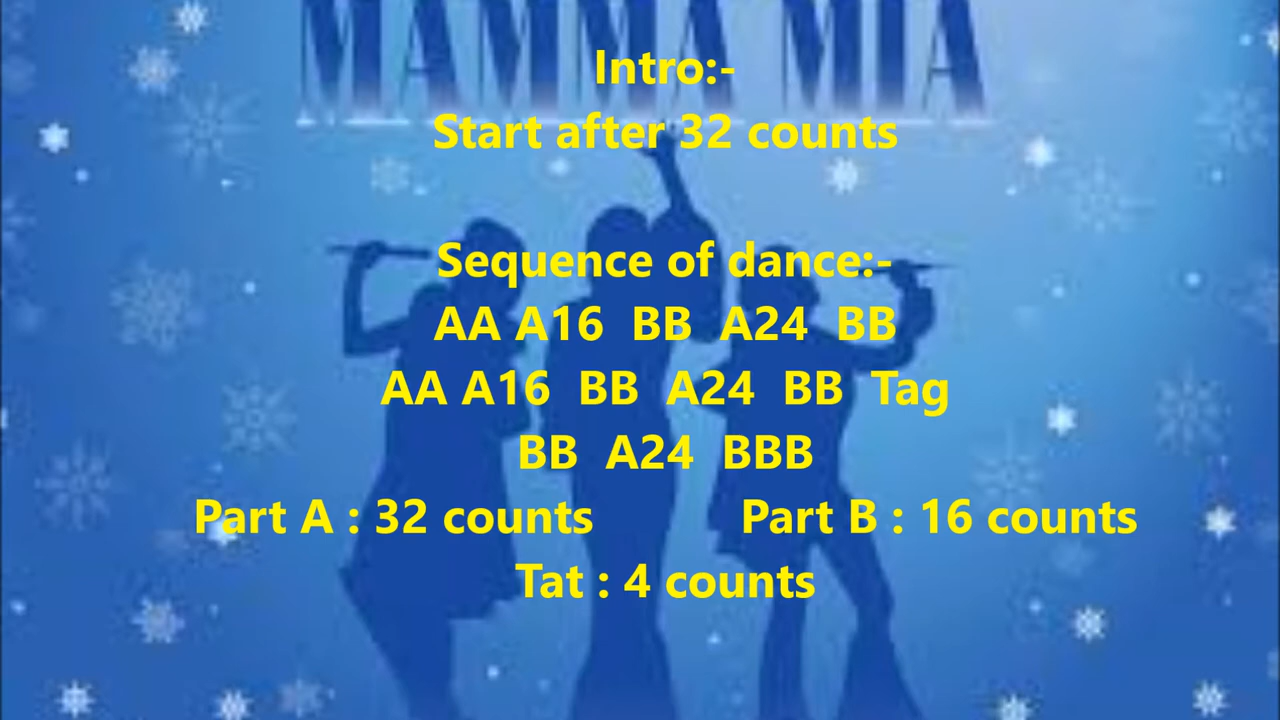 MAMMA MIA
Intro:-
Start after 32 counts
Sequence of dance:-
AA A16 BB A24 BB
AA A16 BB A24 BB Tag
BB A24 BBB
Part A : 32 counts Part B : 16 counts
Tat : 4 counts